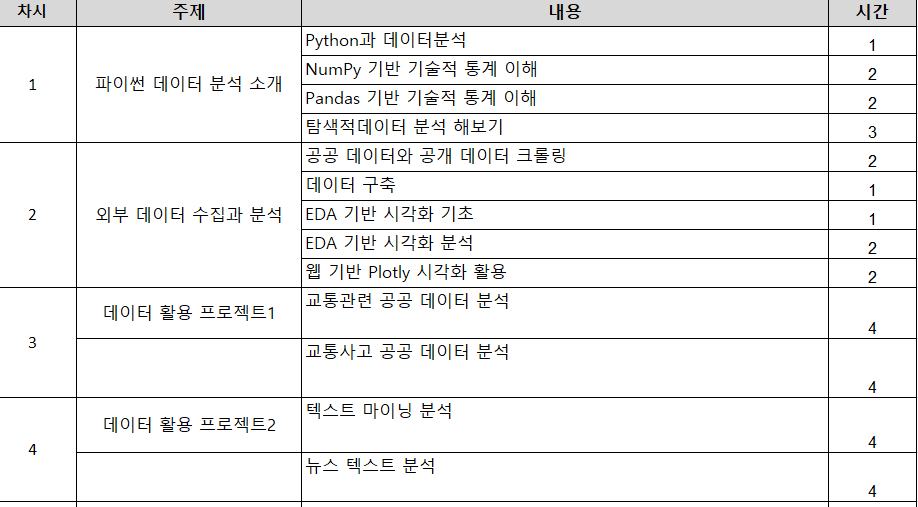 차시 주제 내용 시간
1 파이썬 데이터 분석 소개 Python과 데이터분석 1
NumPy 기반 기술적 통계 이해 2
Pandas 기반 기술적 통계 이해 2
탐색적데이터 분석 해보기 3
2 외부 데이터 수집과 분석 공공 데이터와 공개 데이터 크롤링 2
데이터 구축 1
EDA 기반 시각화 기초 1
EDA 기반 시각화 분석 2
웹 기반 Plotly 시각화 활용 2
3 데이터 활용 프로젝트1 교통관련 공공 데이터 분석 4
교통사고 공공 데이터 분석 4
4 데이터 활용 프로젝트2 텍스트 마이닝 분석 4
뉴스 텍스트 분석 4